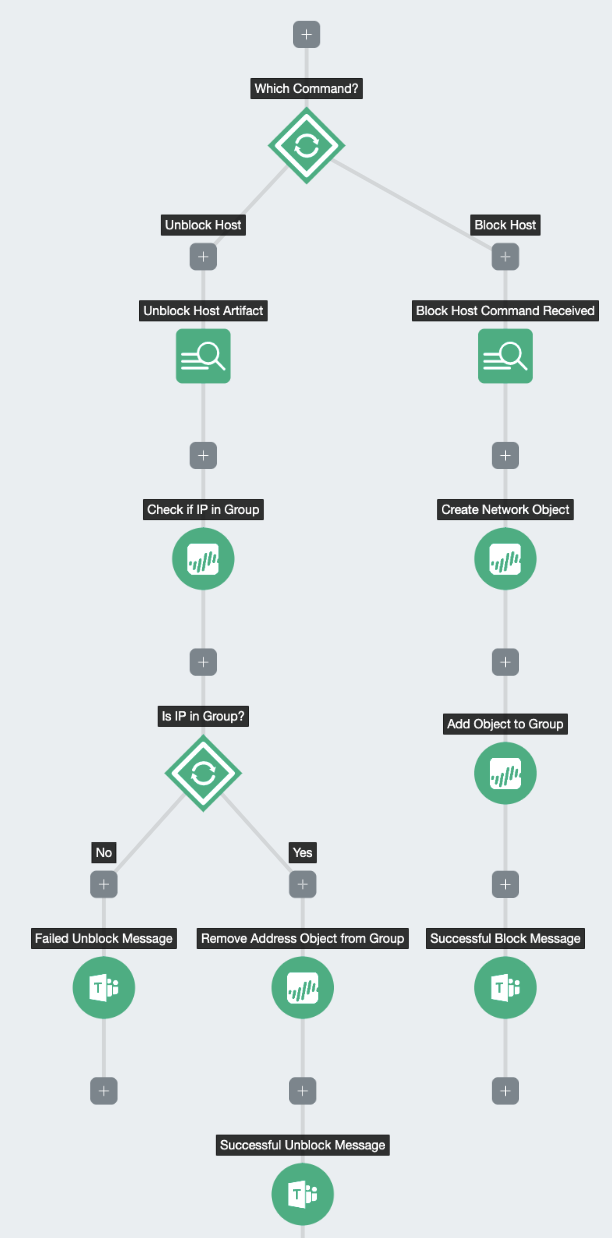 Which Command?
Unblock Host
Block Host
Unblock Host Artifact
Block Host Command Received
Check if IP in Group
Create Network Object
Is IP in Group?
Add Object to Group
No
Yes
Failed Unblock Message
Remove Address Object from Group
Successful Block Message
T
T
Successful Unblock Message
T